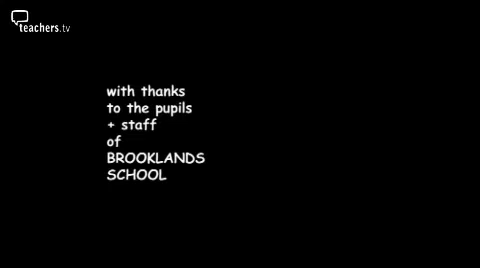 teachers.tv
with thanks
to the pupils
+ staff
of
BROOKLANDS
SCHOOL